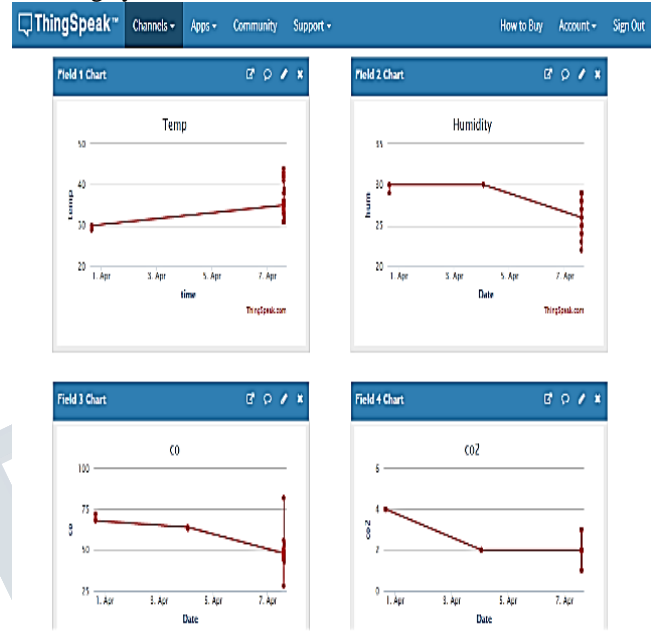 ThingSpeak™ Channels Apps Community Support How to Buy Account Sign Out
Field 1 Chart
Temp
50
40
30
20
temp
1. Apr 3. Apr 5. Apr 7. Apr
time
ThingSpeak.com
Field 2 Chart
Humidity
35
30
25
20
hum
1. Apr 3. Apr 5. Apr 7. Apr
Date
ThingSpeak.com
Field 3 Chart
CO
100
75
50
25
co
1. Apr 3. Apr 5. Apr 7. Apr
Date
Field 4 Chart
co2
6
4
2
0
co2
1. Apr 3. Apr 5. Apr 7. Apr
Date